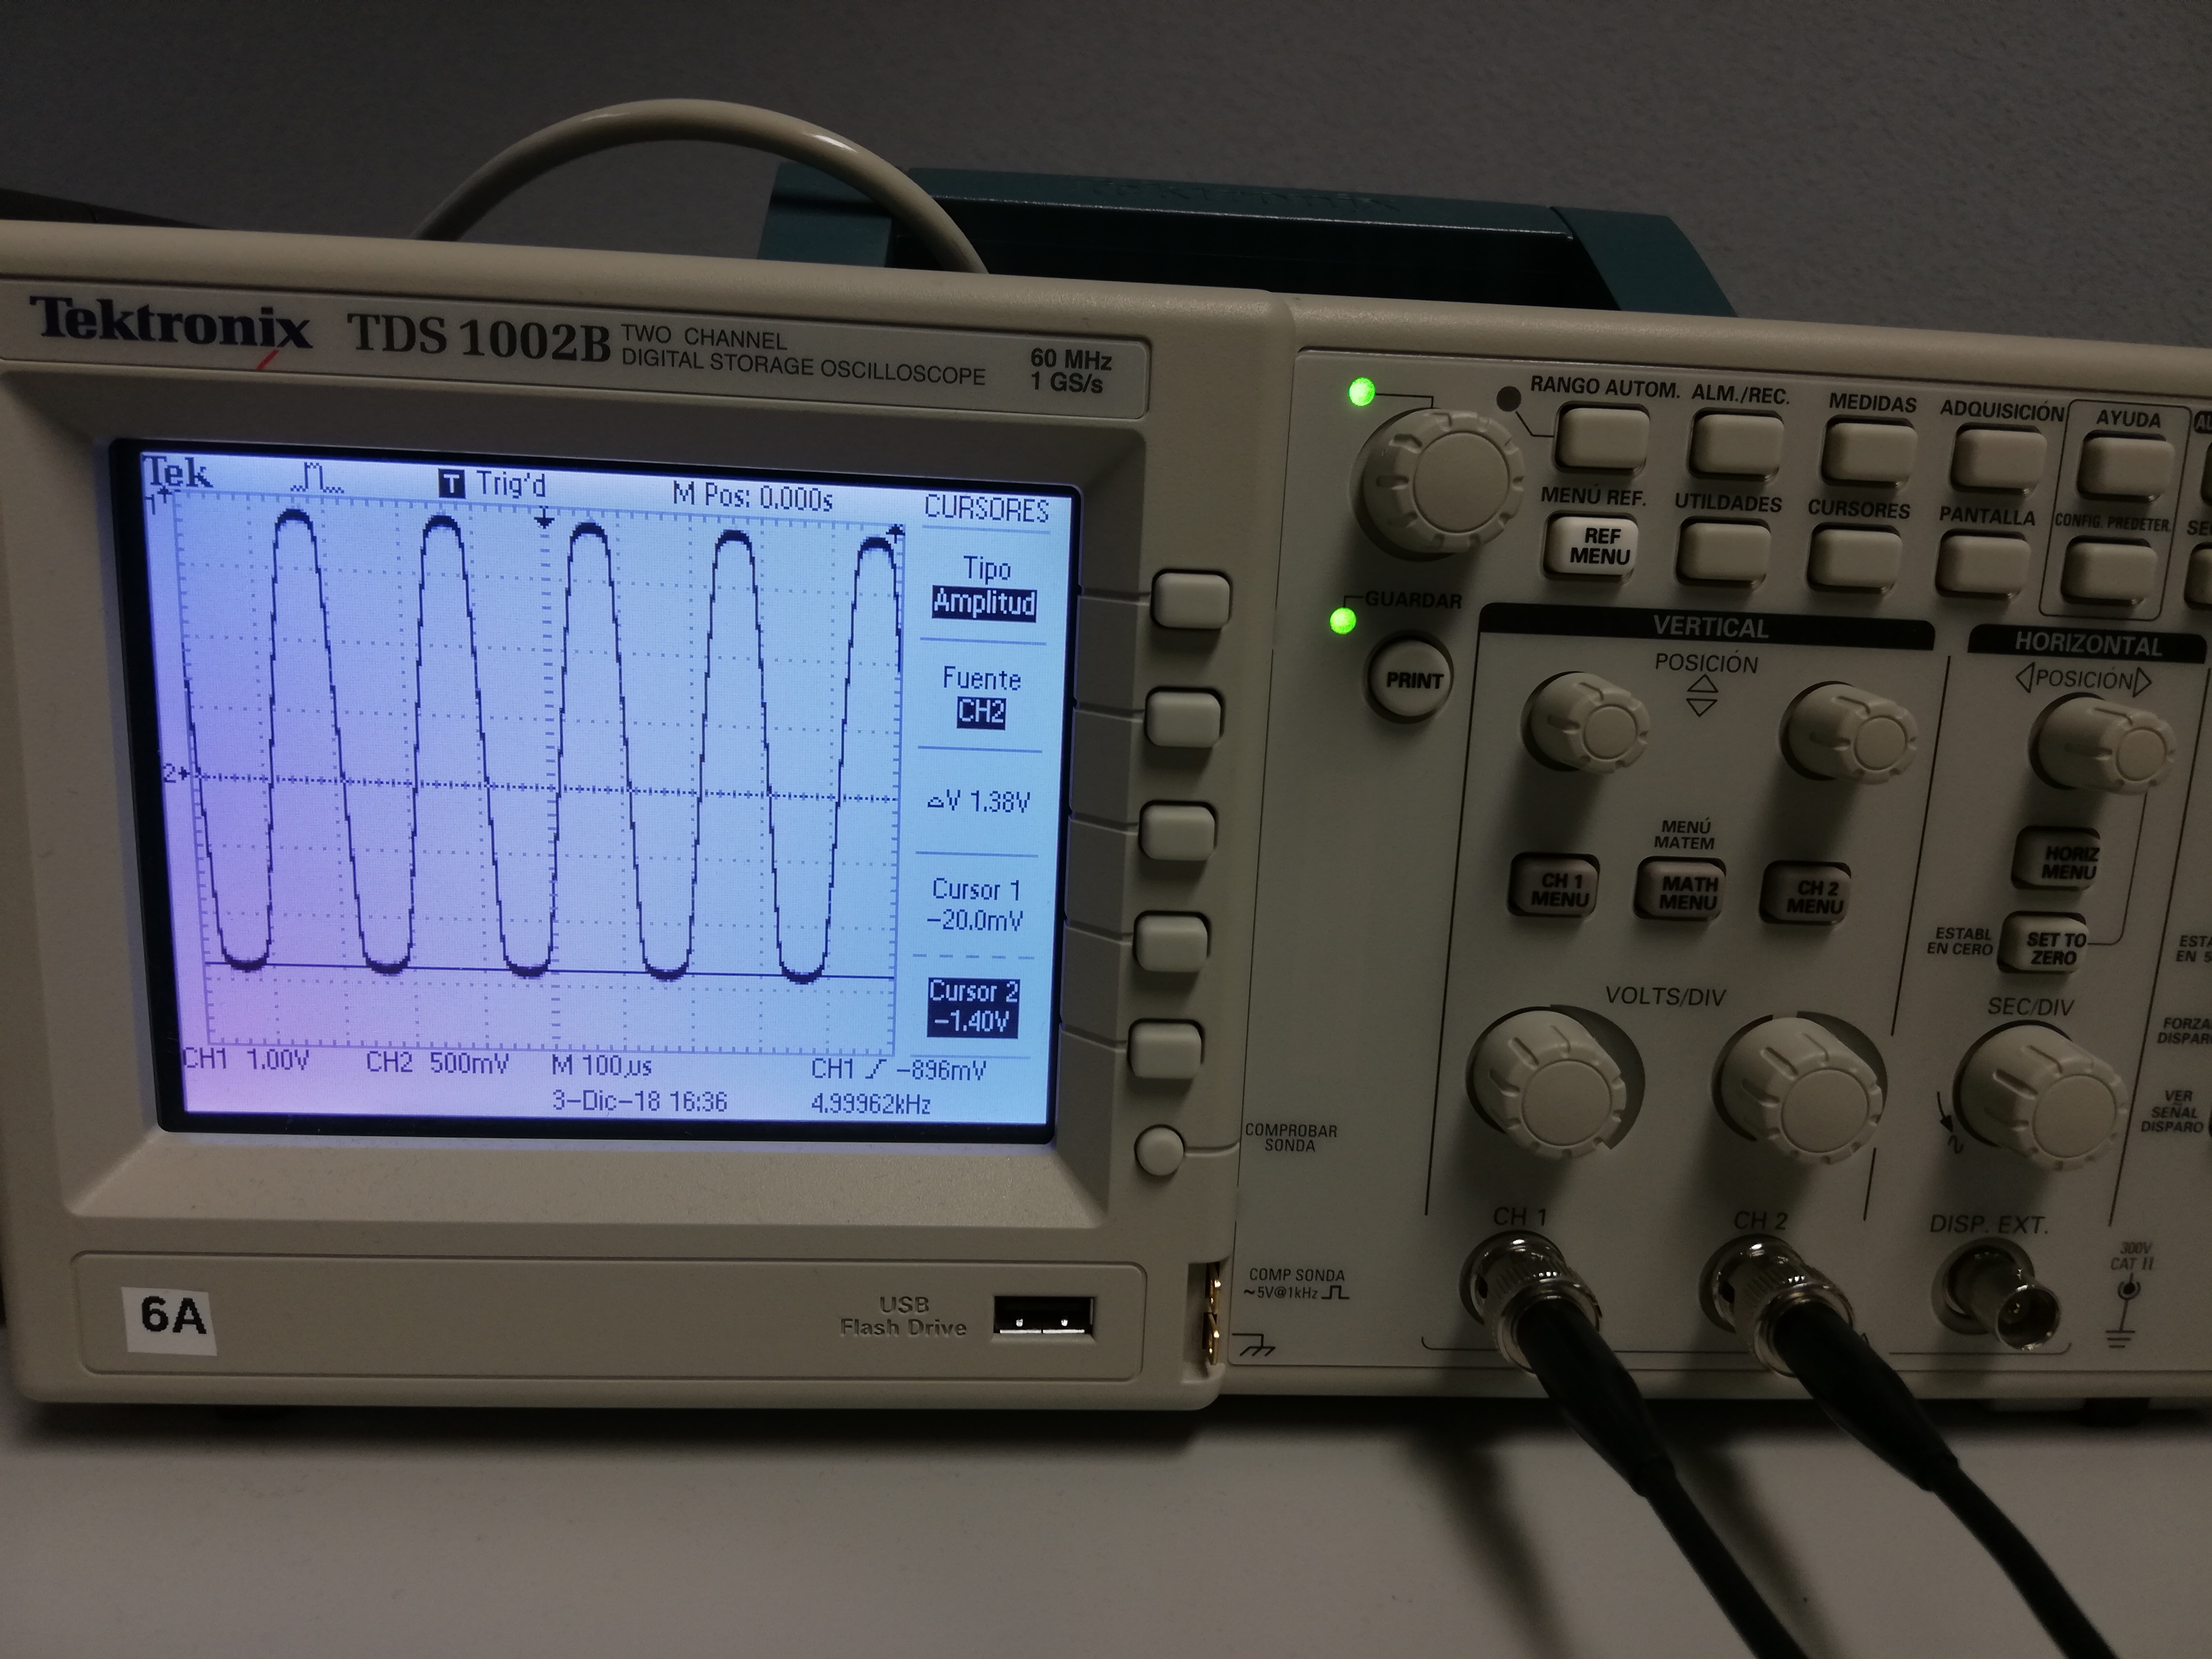 Tektronix TDS 1002B TWO CHANNEL DIGITAL STORAGE OSCILLOSCOPE 60 MHz 1 GS/s
Tek T Trig'd M Pos: 0.000s CURSORES
1
Tipo
Amplitud
Fuente
CH2
2
△V 1.38V
Cursor 1
-20.0mV
Cursor 2
-1.40V
CH1 1.00V CH2 500mV M 100µs CH1 -896mV
3-Dic-18 16:36 4.99962kHz
6A
USB
Flash Drive
RANGO AUTOM. ALM./REC. MEDIDAS ADQUISICIÓN AYUDA
MENÚ REF. UTILDADES CURSORES PANTALLA CONFIG. PREDETER.
REF
MENU
GUARDAR
PRINT
VERTICAL HORIZONTAL
POSICIÓN POSICIÓN
MENÚ
MATEM
CH 1
MENU
MATH
MENU
CH 2
MENU
HORIZ
MENU
ESTABL
EN CERO
SET TO
ZERO
VOLTS/DIV SEC/DIV
VER
SEÑAL
DISPARO
COMPROBAR
SONDA
CH 1 CH 2 DISP. EXT.
COMP SONDA
~5V@1kHz
300V
CAT II